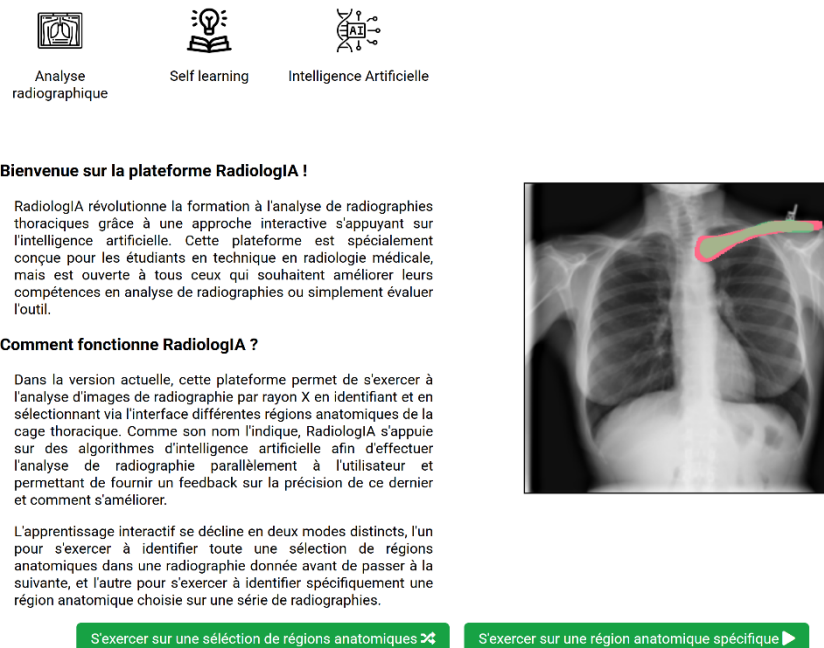 Analyse
radiographique
Self learning
Intelligence Artificielle
AI
Bienvenue sur la plateforme RadiologIA !
RadiologIA révolutionne la formation à l'analyse de radiographies
thoraciques grâce à une approche interactive s'appuyant sur
l'intelligence artificielle. Cette plateforme est spécialement
conçue pour les étudiants en technique en radiologie médicale,
mais est ouverte à tous ceux qui souhaitent améliorer leurs
compétences en analyse de radiographies ou simplement évaluer
l'outil.
Comment fonctionne RadiologIA ?
Dans la version actuelle, cette plateforme permet de s'exercer à
l'analyse d'images de radiographie par rayon X en identifiant et en
sélectionnant via l'interface différentes régions anatomiques de la
cage thoracique. Comme son nom l'indique, RadiologIA s'appuie
sur des algorithmes d'intelligence artificielle afin d'effectuer
l'analyse de radiographie parallèlement à l'utilisateur et
permettant de fournir un feedback sur la précision de ce dernier
et comment s'améliorer.
L'apprentissage interactif se décline en deux modes distincts, l'un
pour s'exercer à identifier toute une sélection de régions
anatomiques dans une radiographie donnée avant de passer à la
suivante, et l'autre pour s'exercer à identifier spécifiquement une
région anatomique choisie sur une série de radiographies.
S'exercer sur une séléction de régions anatomiques
S'exercer sur une région anatomique spécifique